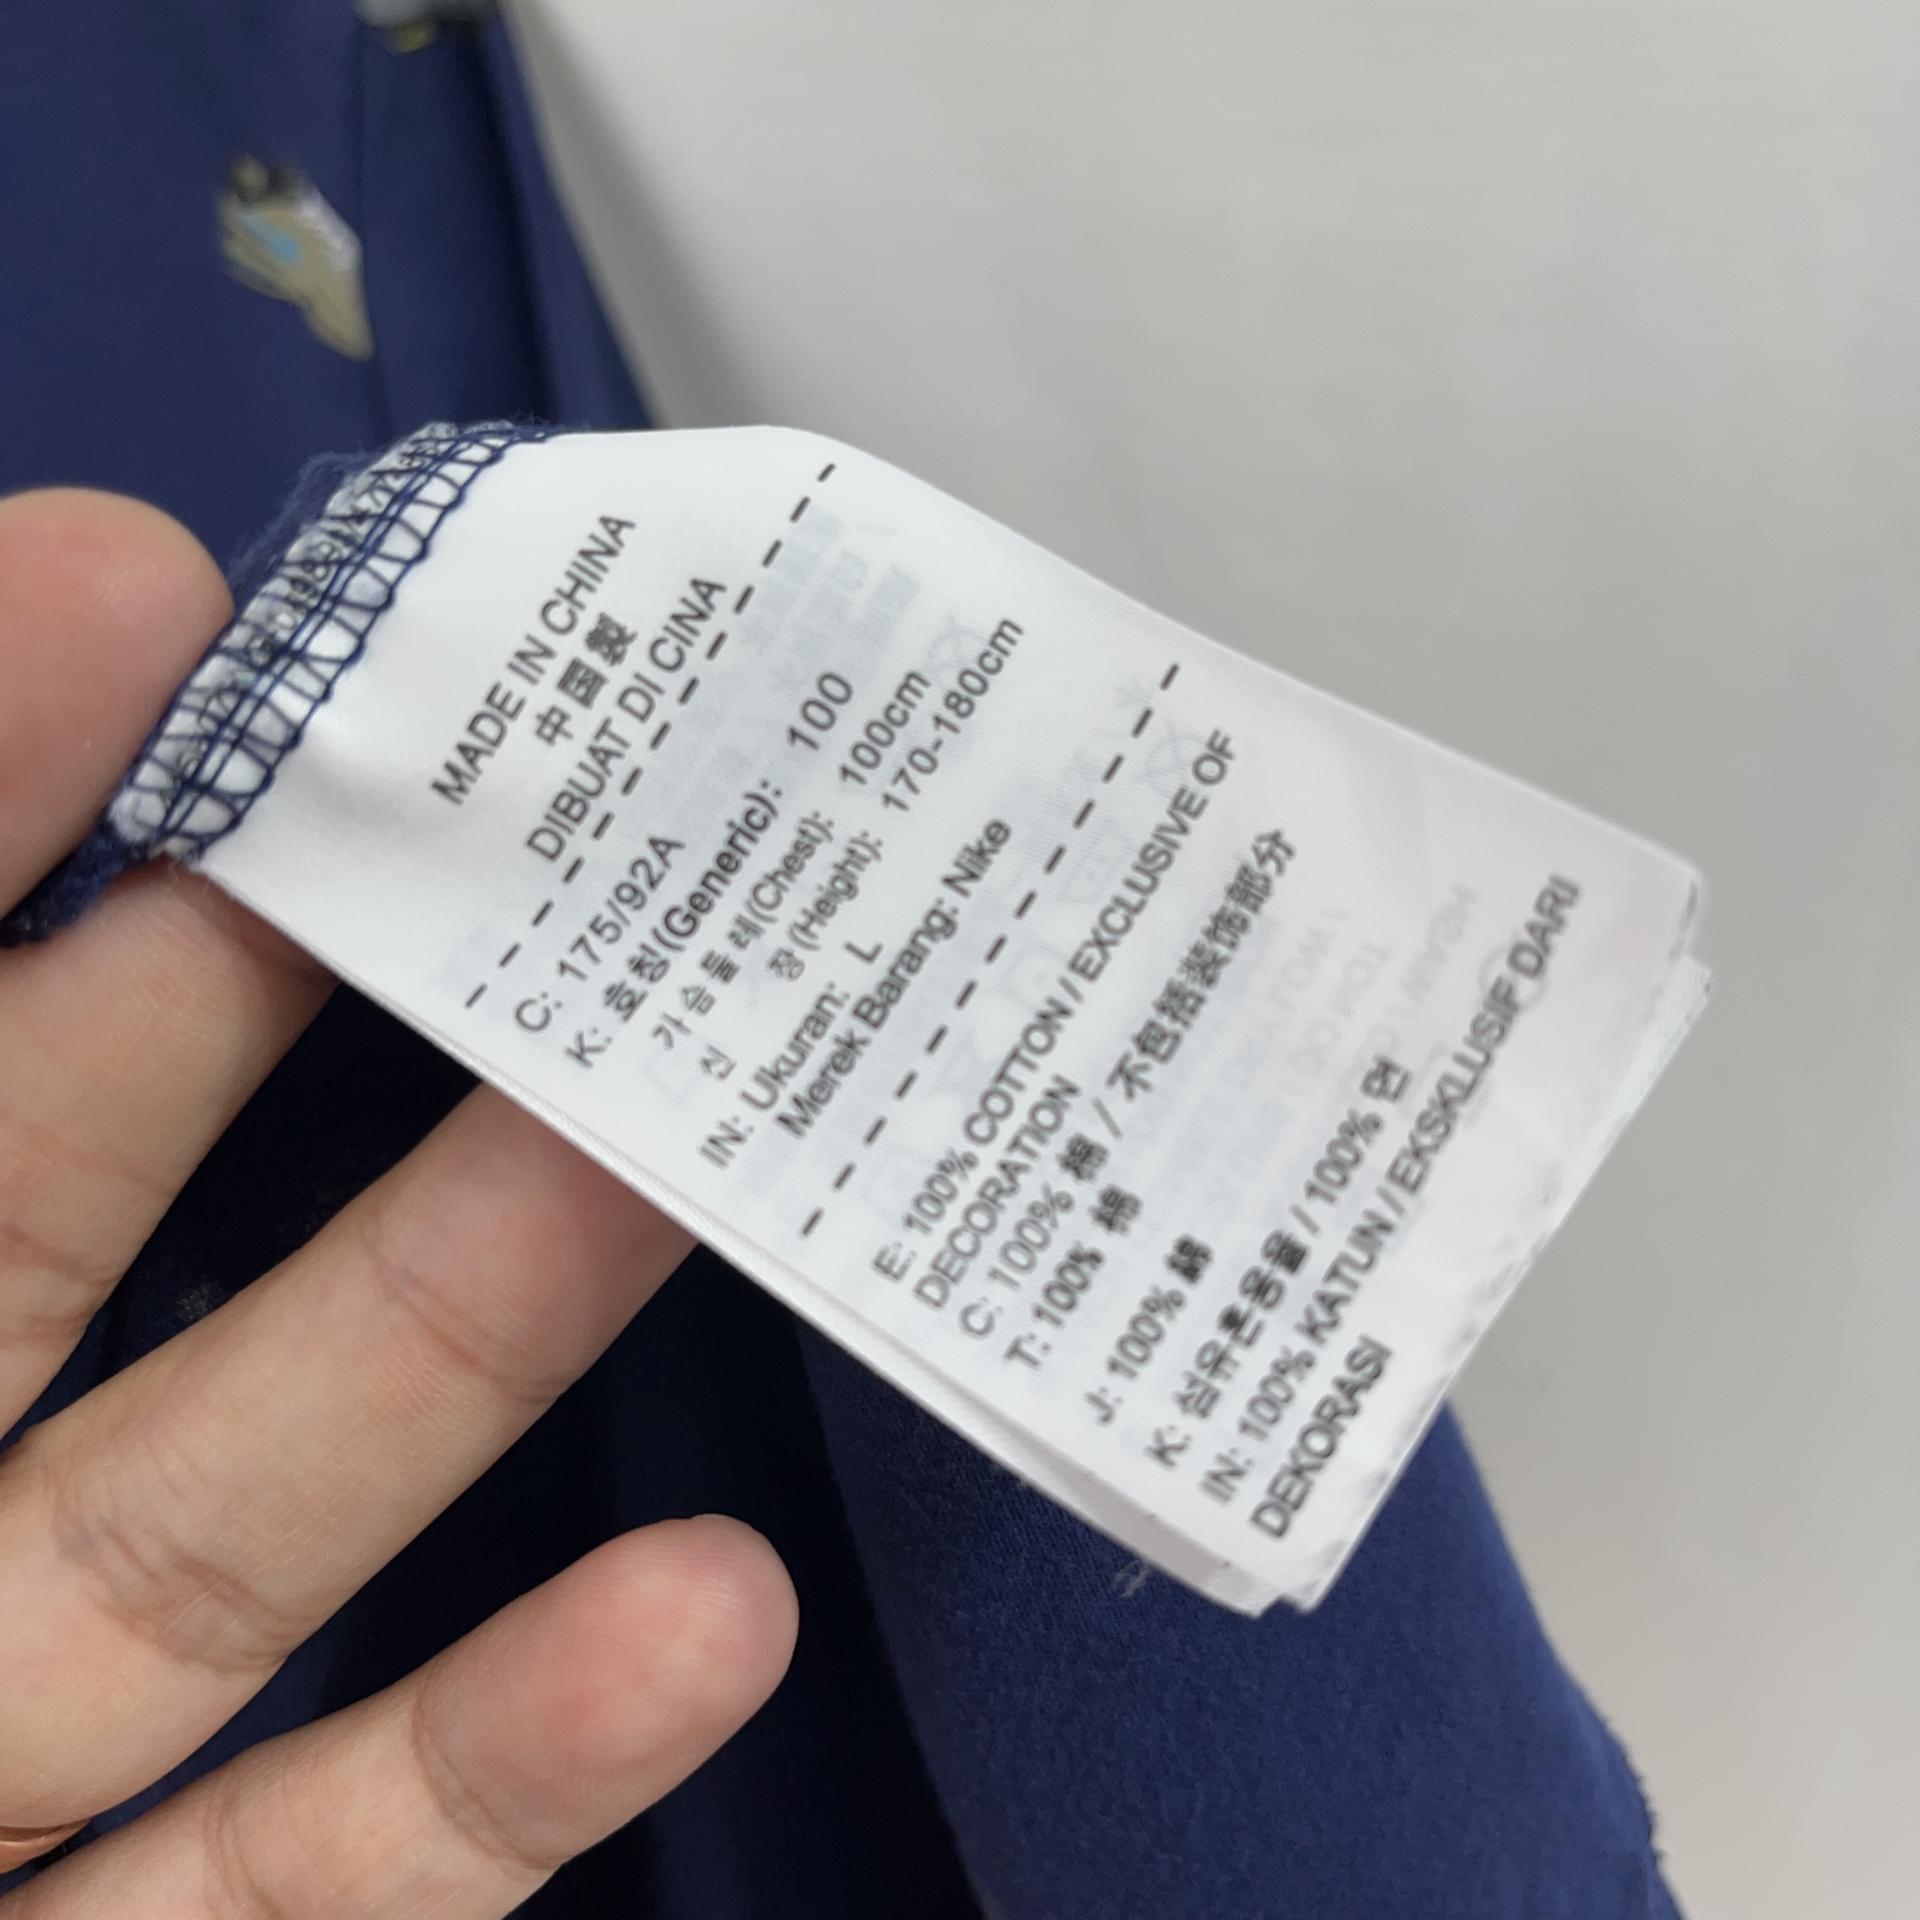 MADE IN CHINA
中国製
DIBUAT DI CINA
C: 175/92A
K: 호칭(Generic): 100
가슴둘레(Chest): 100cm
신 장(Height): 170-180cm
IN: Ukuran: L
Merek Barang: Nike
E: 100% COTTON / EXCLUSIVE OF
DECORATION
C: 100% 棉 / 不包括装饰部分
T: 100% 棉
J: 100% 綿
K: 섬유혼용율 / 100% 면
IN: 100% KATUN / EKSKLUSIF DARI
DEKORASI